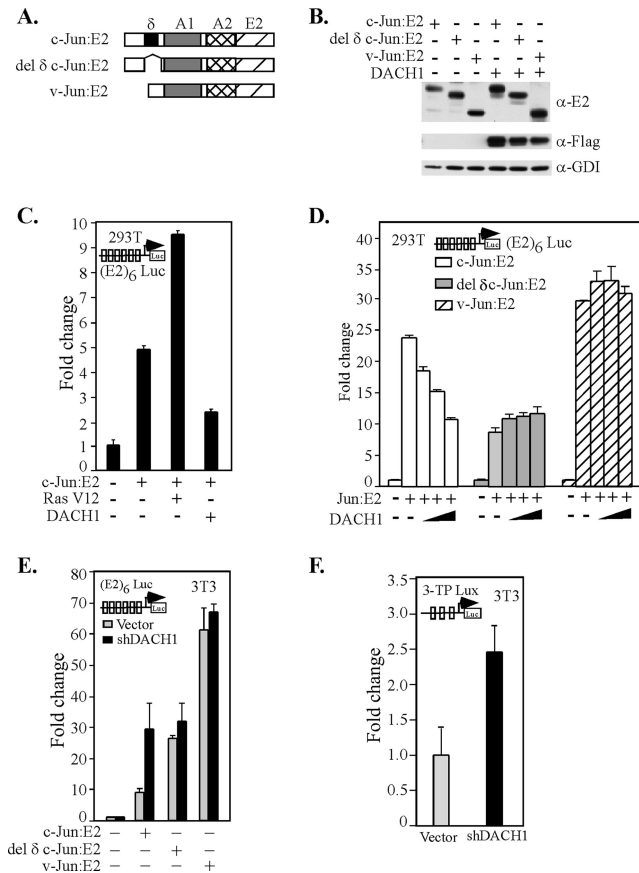 A.
δ A1 A2 E2
c-Jun:E2
del δ c-Jun:E2
v-Jun:E2
B.
c-Jun:E2 + - - + - -
del δ c-Jun:E2 - + - - + -
v-Jun:E2 - - + - - +
DACH1 - - - + + +
α-E2
α-Flag
α-GDI
C.
10
9
8
7
6
5
4
3
2
1
0
Fold change
293T
Luc
(E2)6 Luc
c-Jun:E2 - + + +
Ras V12 - - + -
DACH1 - - - +
D.
40
35
30
25
20
15
10
5
0
Fold change
293T
Luc
(E2)6 Luc
c-Jun:E2
del δc-Jun:E2
v-Jun:E2
Jun:E2 - + + + + - + + + + - + + + +
DACH1 - - - - - -
E.
80
70
60
50
40
30
20
10
0
Fold change
(E2)6 Luc
3T3
Luc
Vector
shDACH1
c-Jun:E2 – + – –
del δ c-Jun:E2 – – + –
v-Jun:E2 – – – +
F.
3.5
3.0
2.5
2.0
1.5
1.0
0.5
0.0
Fold change
3-TP Lux
3T3
Luc
Vector shDACH1